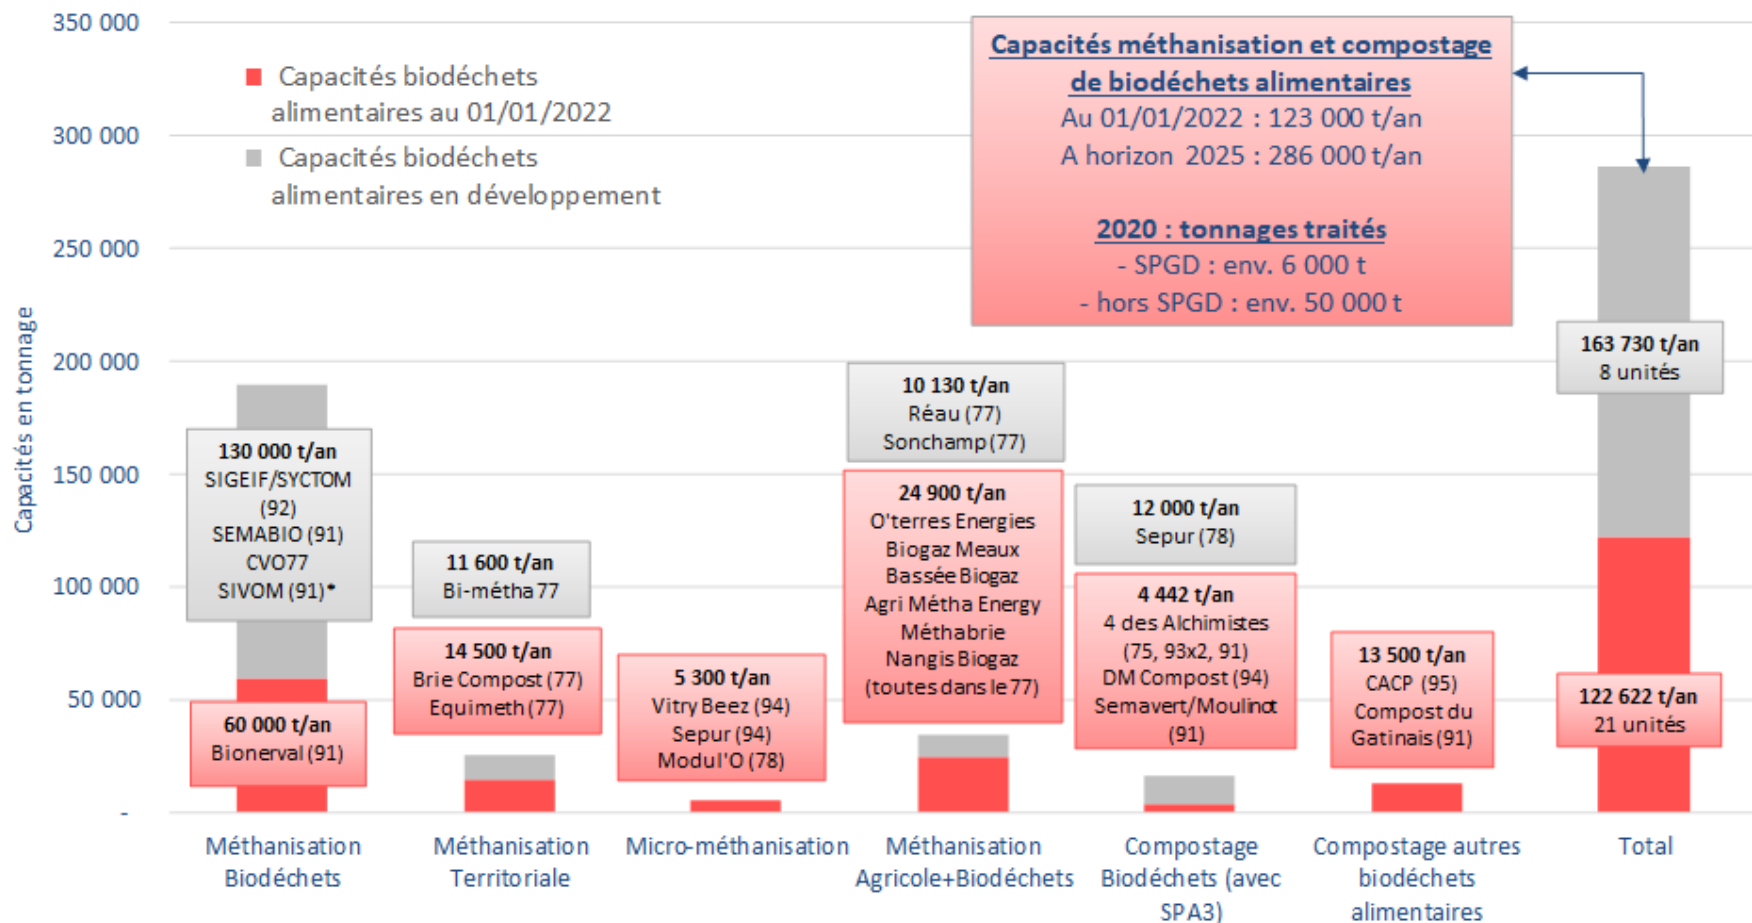 350 000
300 000
250 000
200 000
150 000
100 000
50 000
-
Capacités en tonnage
Capacités biodéchets
alimentaires au 01/01/2022
Capacités biodéchets
alimentaires en développement
Capacités méthanisation et compostage
de biodéchets alimentaires
Au 01/01/2022 : 123 000 t/an
A horizon 2025 : 286 000 t/an
2020 : tonnages traités
- SPGD : env. 6 000 t
- hors SPGD : env. 50 000 t
130 000 t/an
SIGEIF/SYCTOM
(92)
SEMABIO (91)
CVO77
SIVOM (91)*
60 000 t/an
Bionerval (91)
11 600 t/an
Bi-métha 77
14 500 t/an
Brie Compost (77)
Equimeth (77)
5 300 t/an
Vitry Beez (94)
Sepur (94)
Modul'O (78)
10 130 t/an
Réau (77)
Sonchamp (77)
24 900 t/an
O'terres Energies
Biogaz Meaux
Bassée Biogaz
Agri Métha Energy
Méthabrie
Nangis Biogaz
(toutes dans le 77)
12 000 t/an
Sepur (78)
4 442 t/an
4 des Alchimistes
(75, 93x2, 91)
DM Compost (94)
Semavert/Moulinot
(91)
13 500 t/an
CACP (95)
Compost du
Gatinais (91)
163 730 t/an
8 unités
122 622 t/an
21 unités
Méthanisation
Biodéchets
Méthanisation
Territoriale
Micro-méthanisation
Méthanisation
Agricole+Biodéchets
Compostage
Biodéchets (avec
SPA3)
Compostage autres
biodéchets
alimentaires
Total